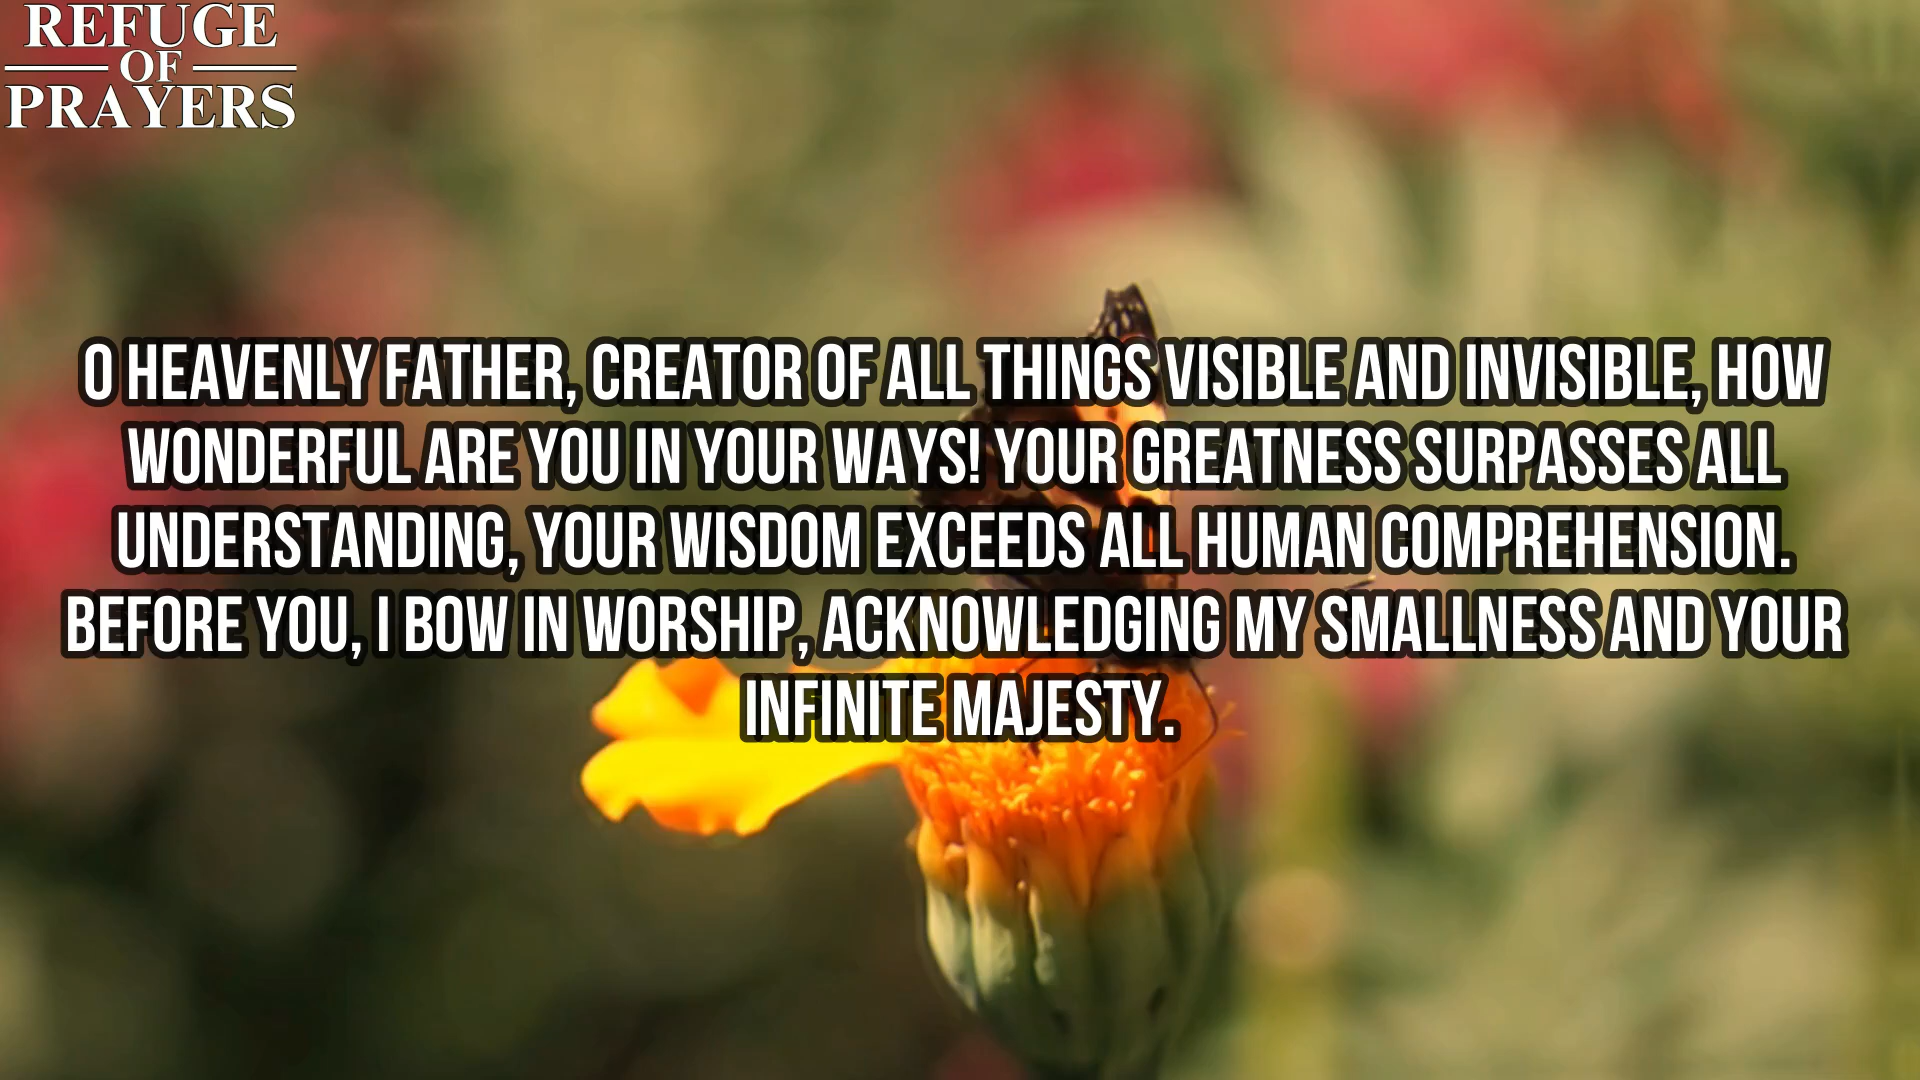 REFUGE
OF
PRAYERS
O HEAVENLY FATHER, CREATOR OF ALL THINGS VISIBLE AND INVISIBLE, HOW
WONDERFUL ARE YOU IN YOUR WAYS! YOUR GREATNESS SURPASSES ALL
UNDERSTANDING, YOUR WISDOM EXCEEDS ALL HUMAN COMPREHENSION.
BEFORE YOU, I BOW IN WORSHIP, ACKNOWLEDGING MY SMALLNESS AND YOUR
INFINITE MAJESTY.